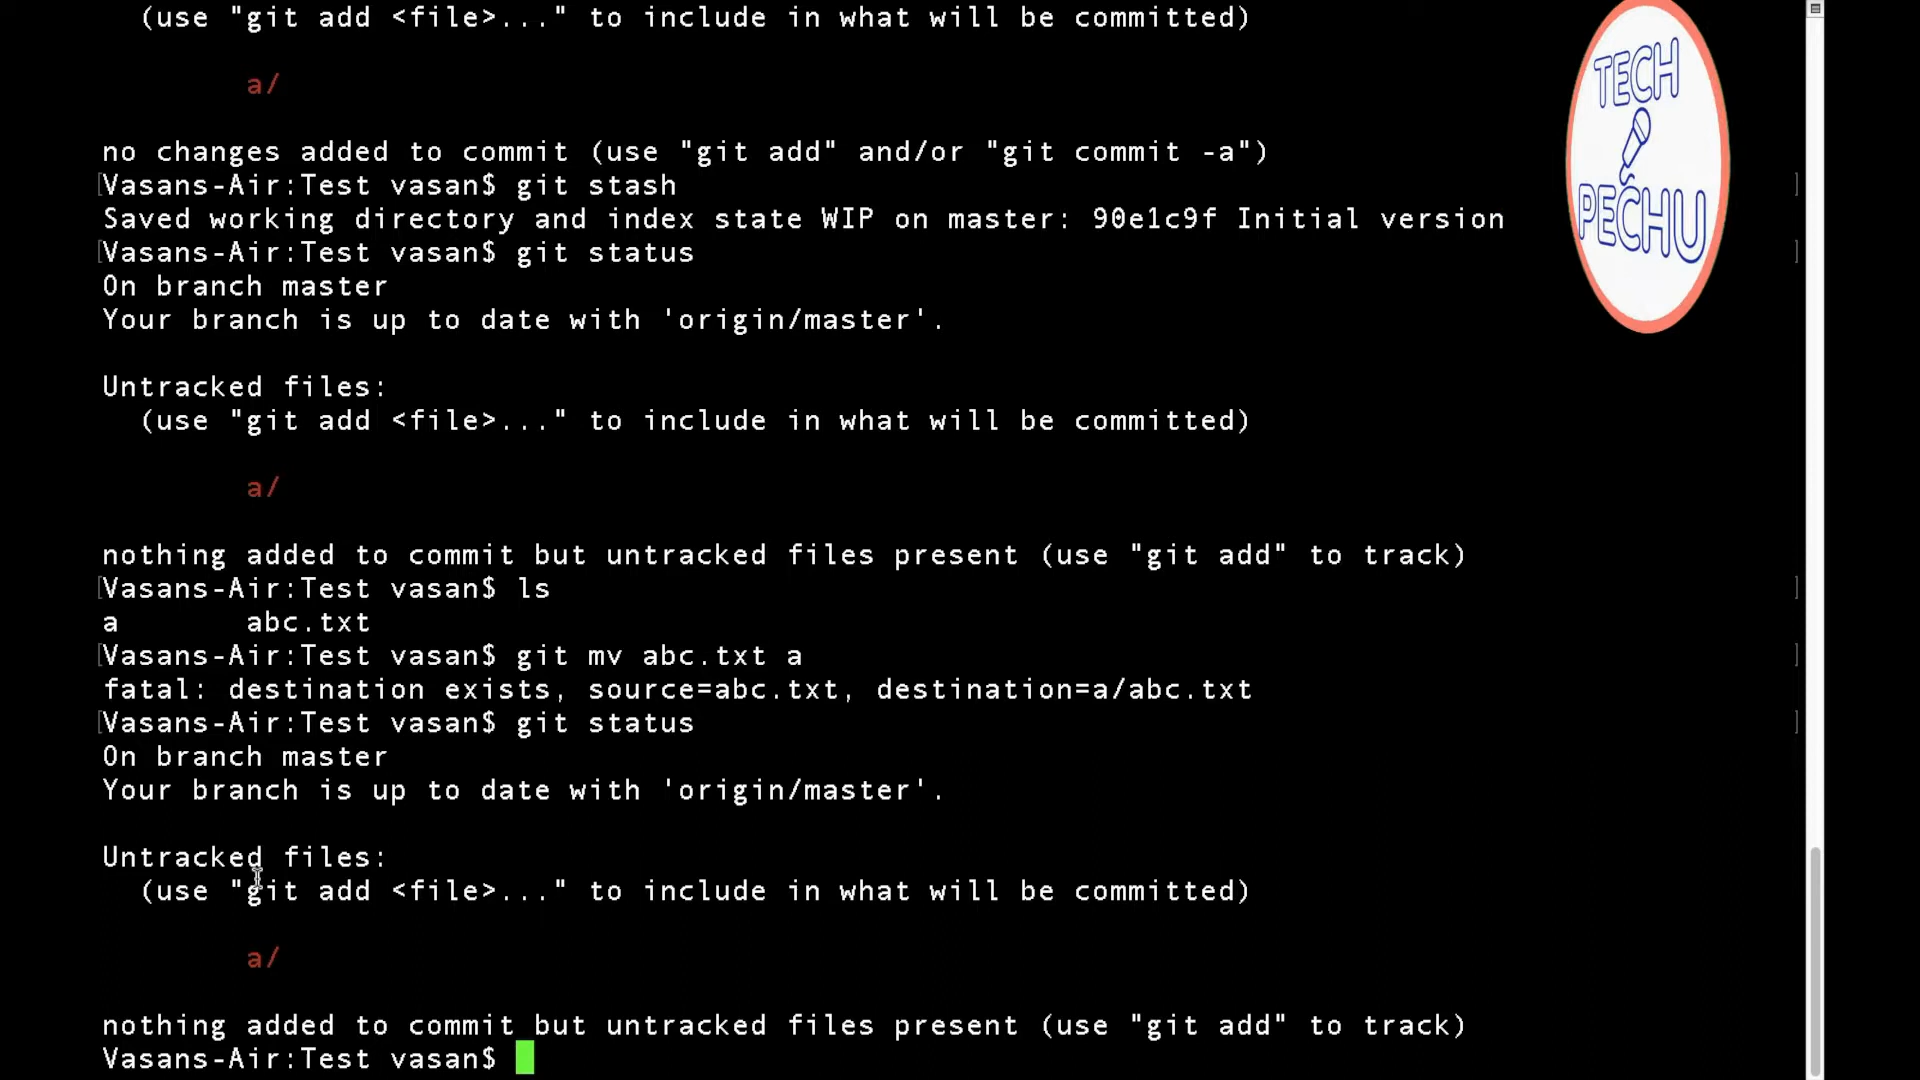 (use "git add <file>..." to include in what will be committed)
a/
no changes added to commit (use "git add" and/or "git commit -a")
[Vasans-Air:Test vasan$ git stash ]
Saved working directory and index state WIP on master: 90e1c9f Initial version
[Vasans-Air:Test vasan$ git status ]
On branch master
Your branch is up to date with 'origin/master'.
Untracked files:
(use "git add <file>..." to include in what will be committed)
a/
nothing added to commit but untracked files present (use "git add" to track)
[Vasans-Air:Test vasan$ ls ]
a abc.txt
[Vasans-Air:Test vasan$ git mv abc.txt a ]
fatal: destination exists, source=abc.txt, destination=a/abc.txt
[Vasans-Air:Test vasan$ git status ]
On branch master
Your branch is up to date with 'origin/master'.
Untracked files:
(use "git add <file>..." to include in what will be committed)
a/
nothing added to commit but untracked files present (use "git add" to track)
Vasans-Air:Test vasan$
TECH
PECHU